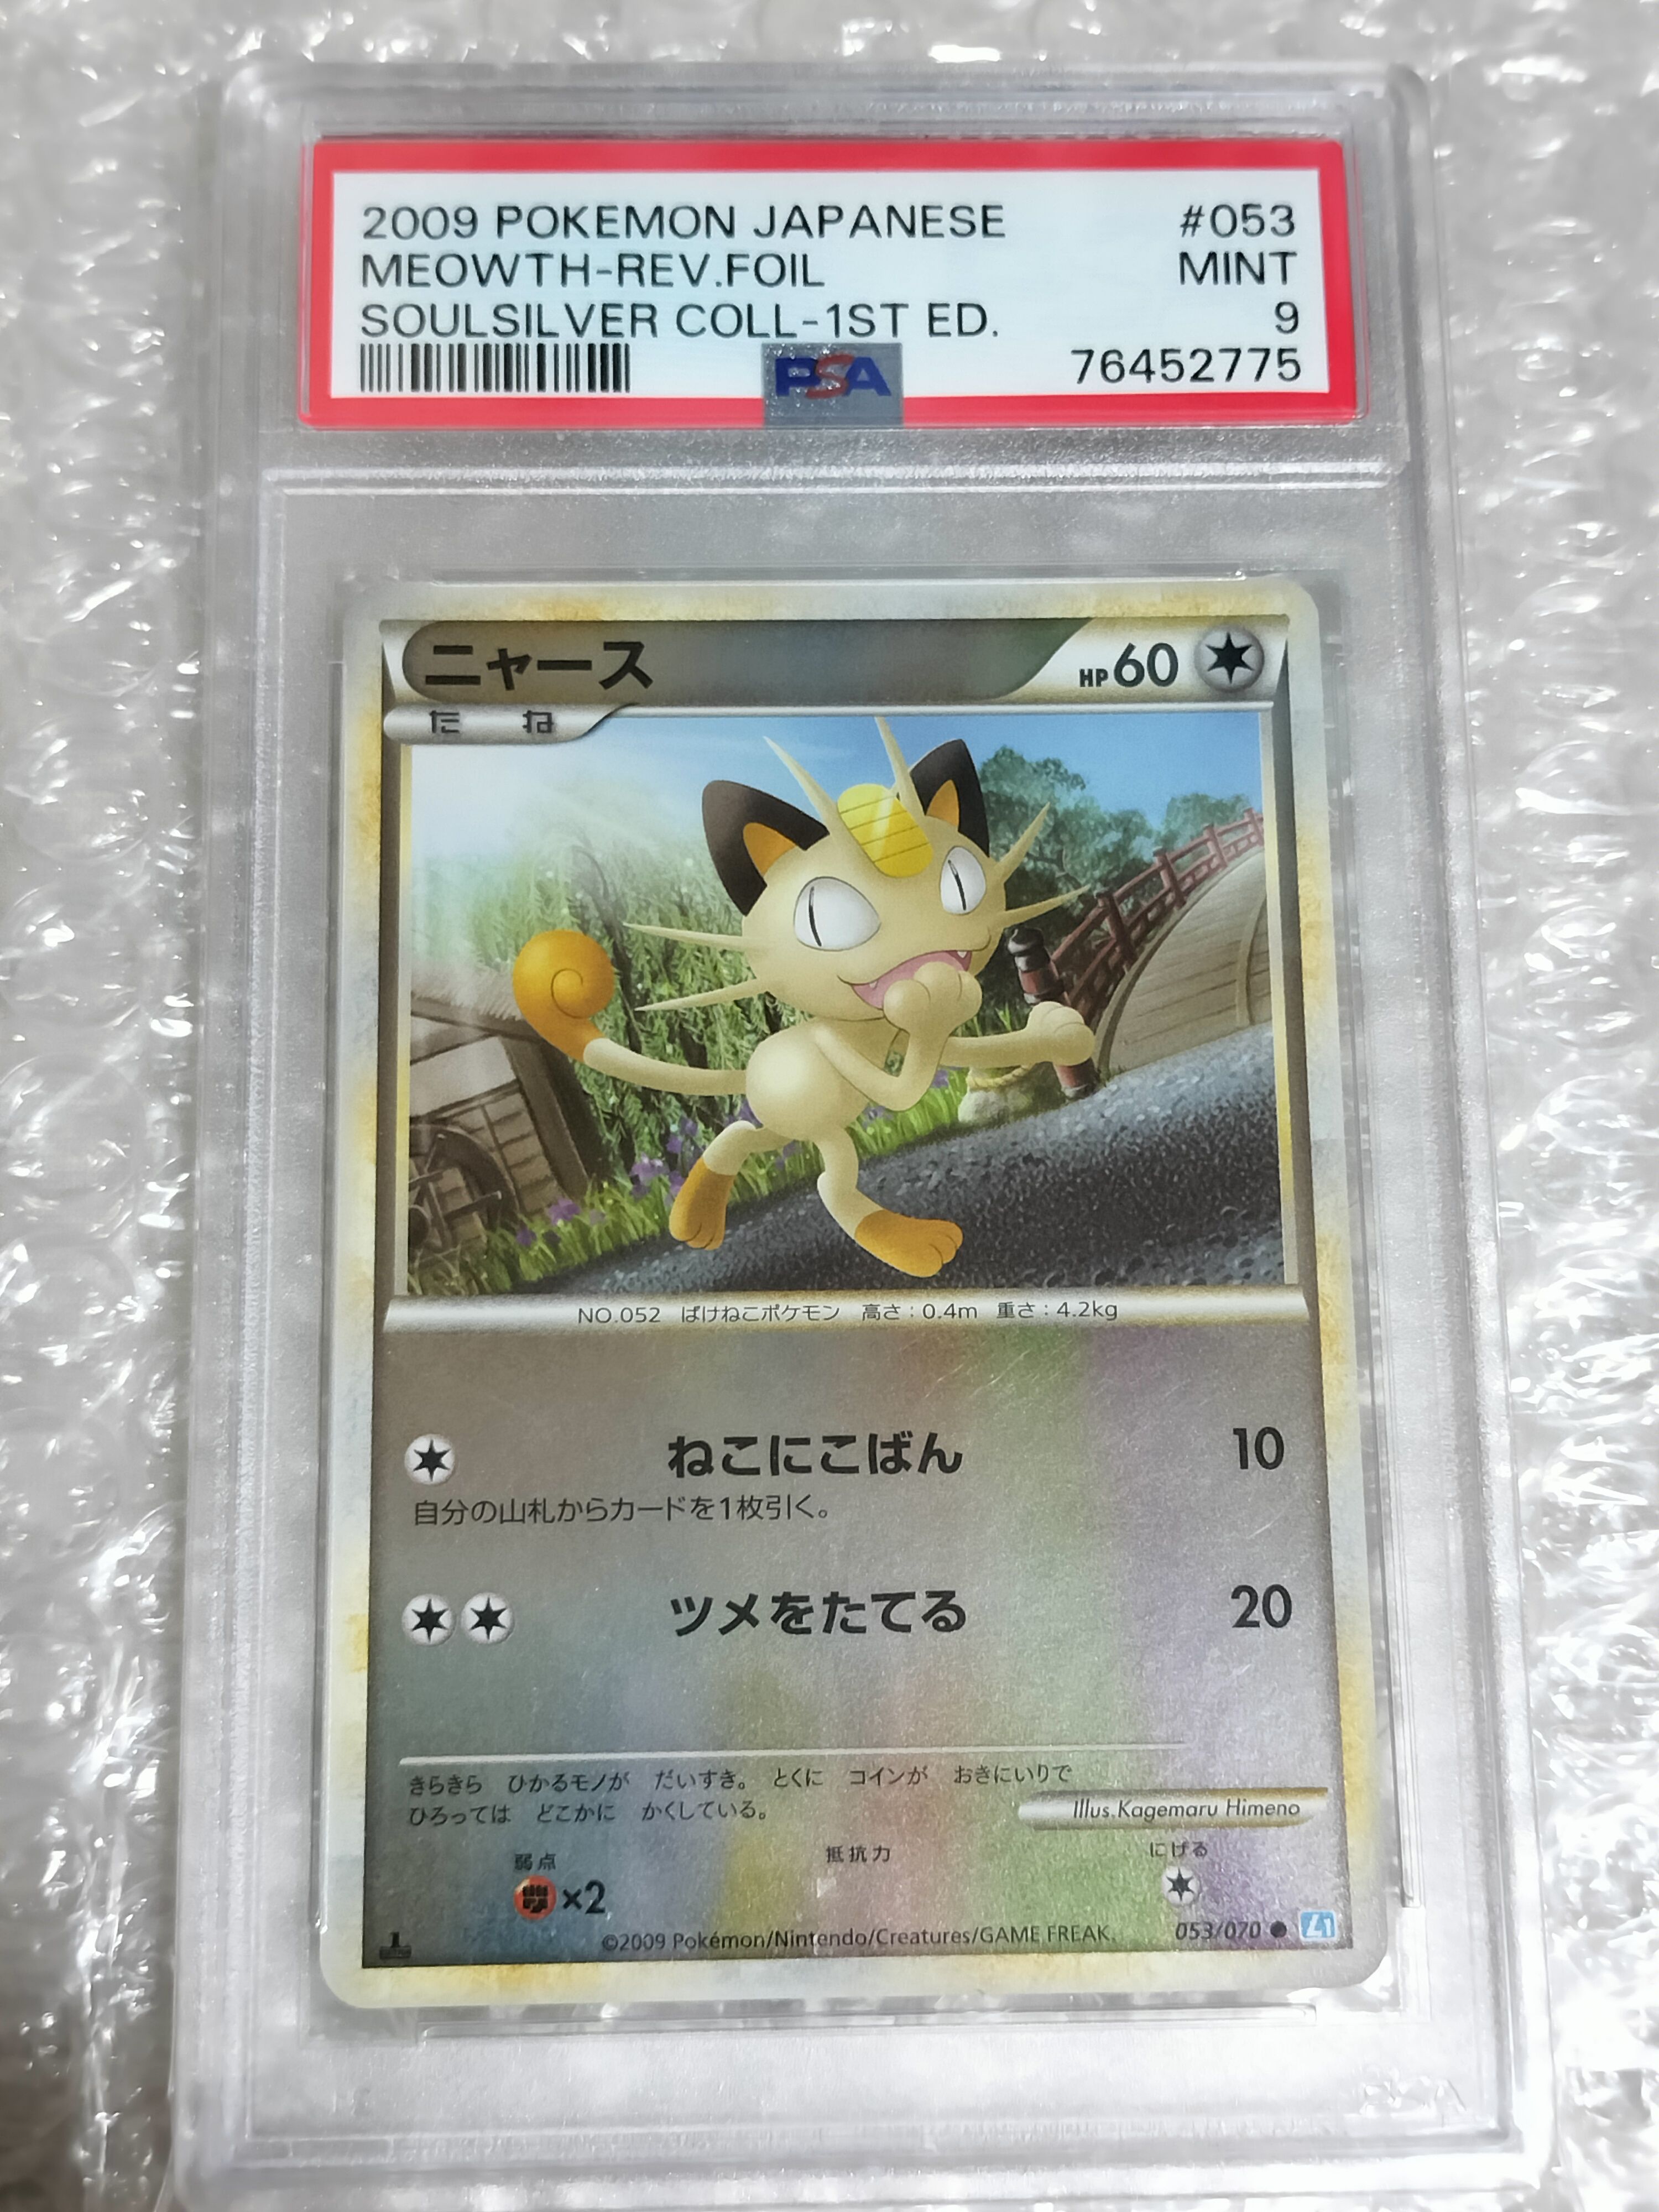 2009 POKEMON JAPANESE #053
MEOWTH-REV.FOIL MINT
SOULSILVER COLL-1ST ED. 9
PSA 76452775
ニャース HP60
たね
NO.052 ばけねこポケモン 高さ:0.4m 重さ:4.2kg
ねこにこばん 10
自分の山札からカードを1枚引く。
ツメをたてる 20
きらきら ひかるモノが だいすき。 とくに コインが おきにいりで
ひろっては どこかに かくしている。
Illus.Kagemaru Himeno
弱点 抵抗力 にげる
×2
©2009 Pokémon/Nintendo/Creatures/GAME FREAK. 053/070 ● L1
1
PSA